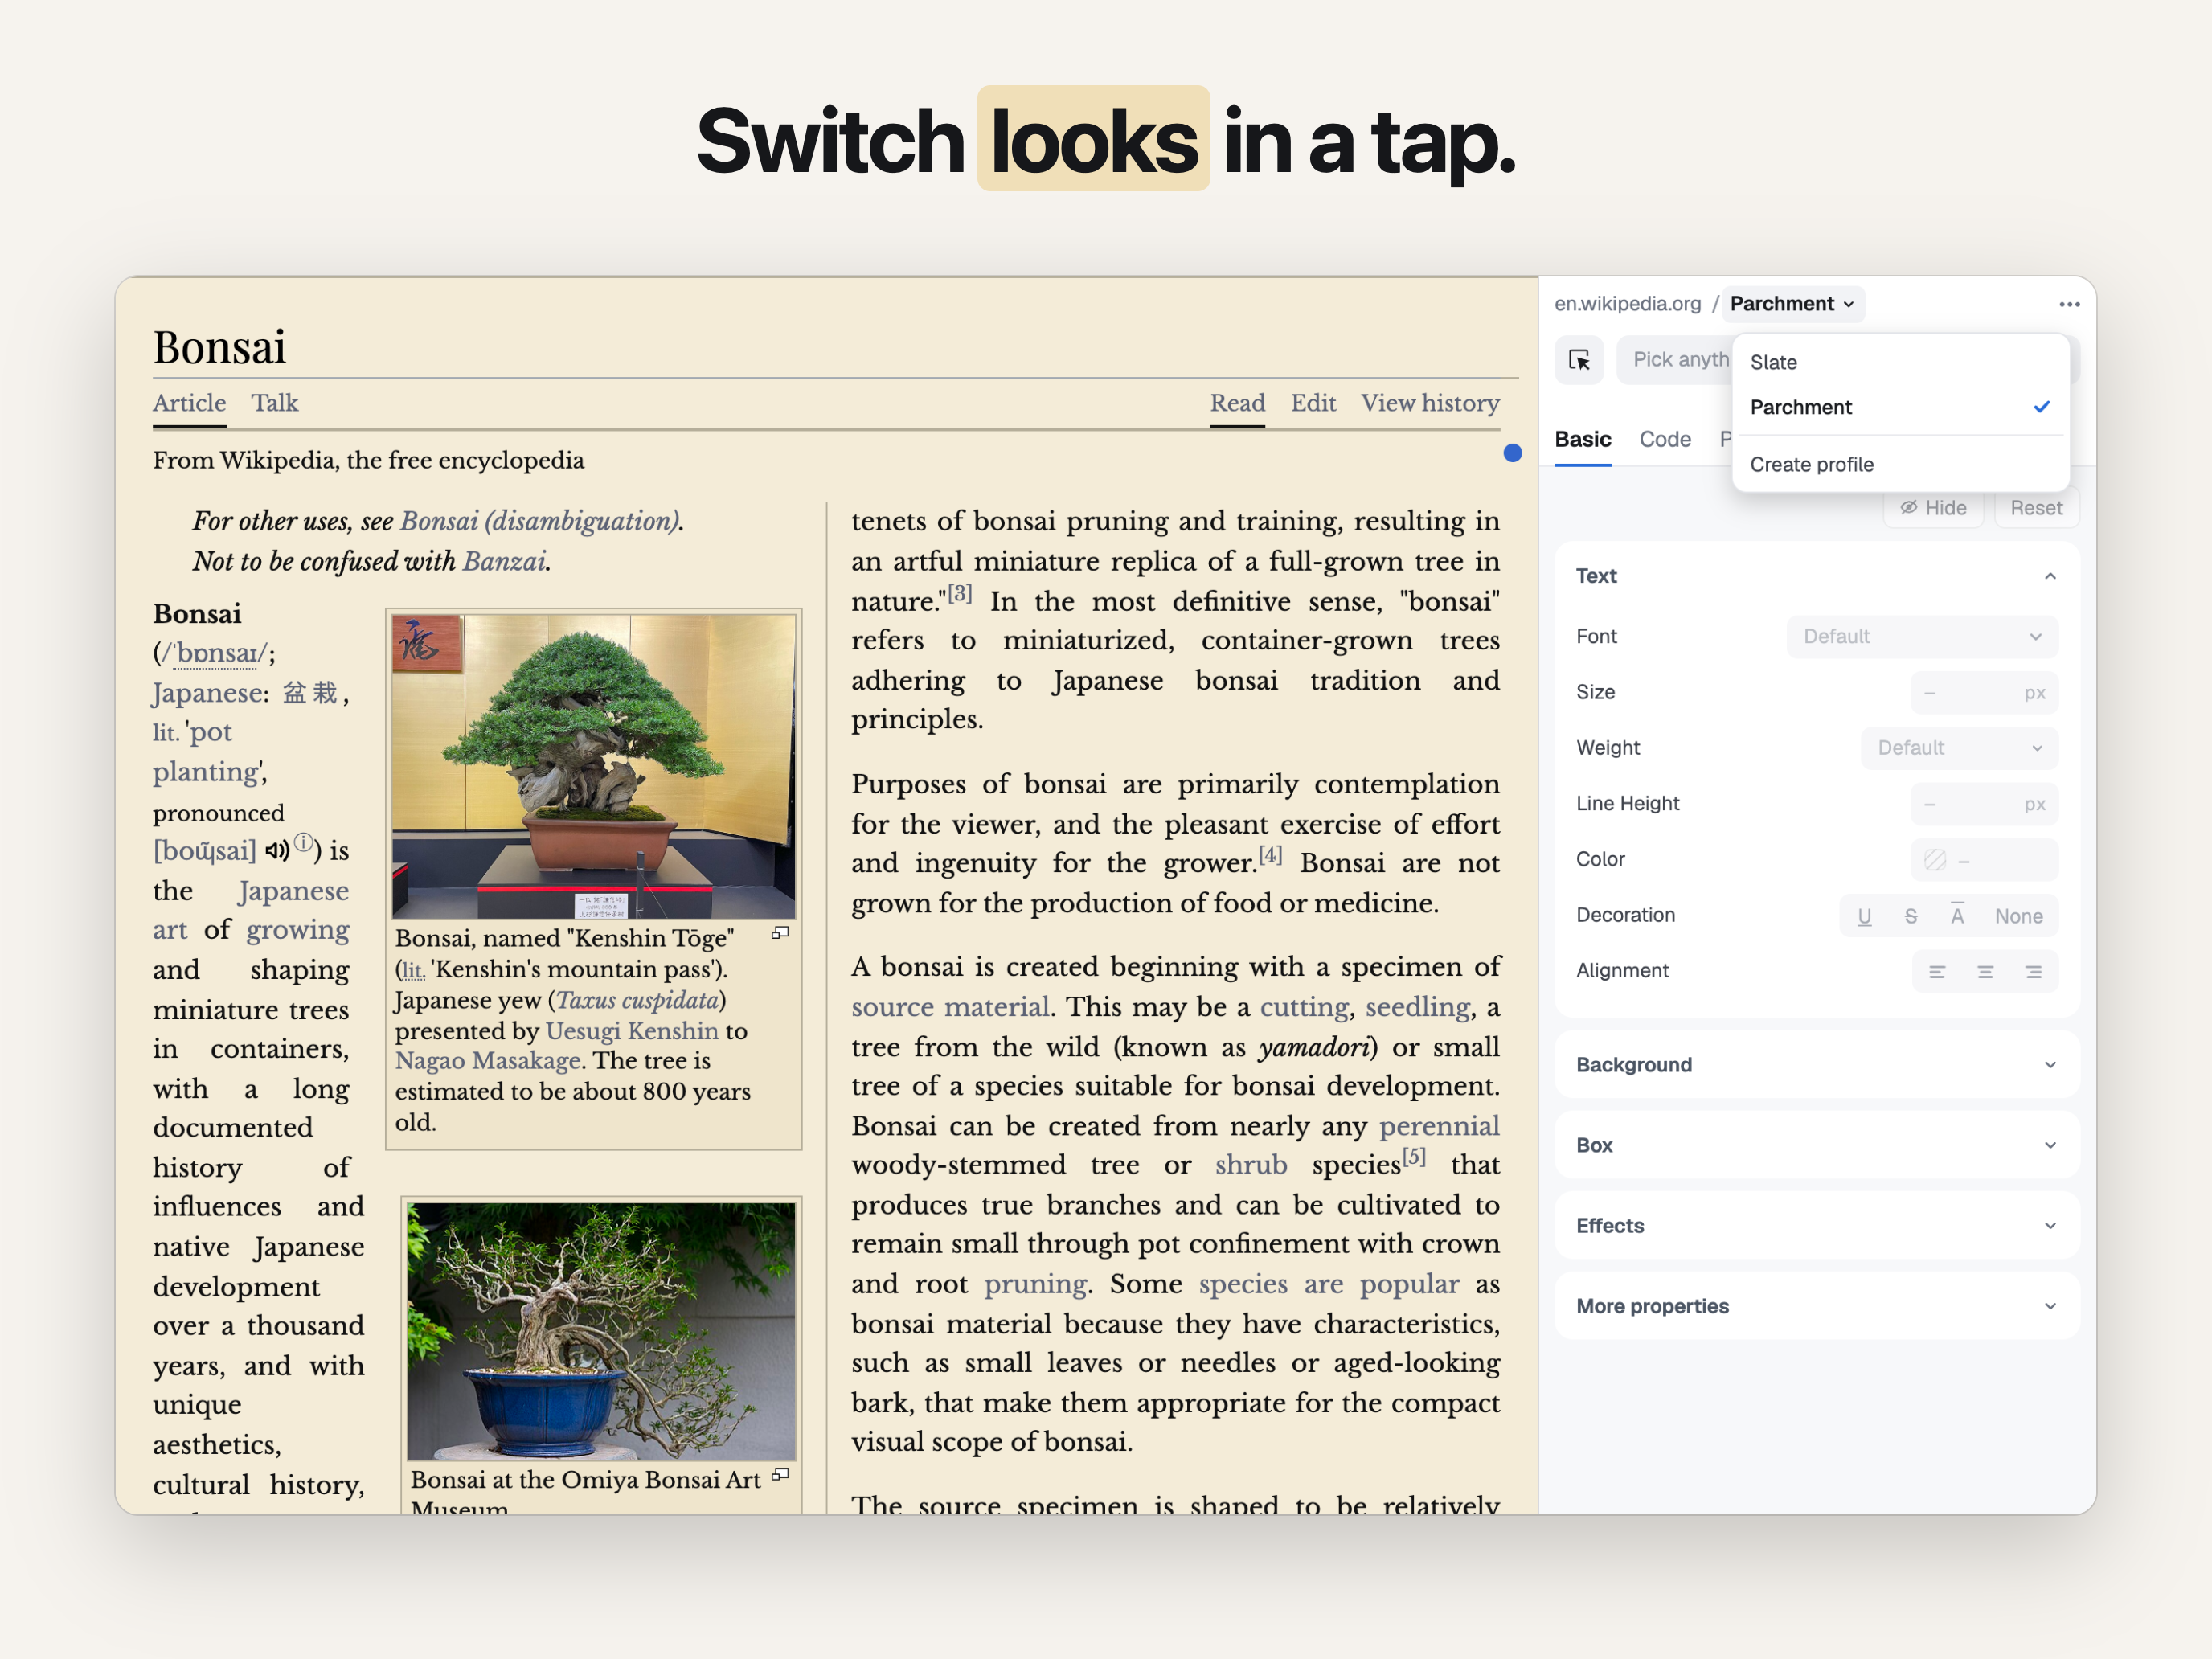 Switch looks in a tap.
Bonsai
Article Talk Read Edit View history
From Wikipedia, the free encyclopedia
For other uses, see Bonsai (disambiguation).
Not to be confused with Banzai.
Bonsai
(/ˈbɒnsaɪ/;
Japanese: 盆栽,
lit. 'pot
planting',
pronounced
[boɰ̃sai] ⓘ) is
the Japanese
art of growing
and shaping
miniature trees
in containers,
with a long
documented
history of
influences and
native Japanese
development
over a thousand
years, and with
unique
aesthetics,
cultural history,
Bonsai, named "Kenshin Tōge"
(lit. 'Kenshin's mountain pass').
Japanese yew (Taxus cuspidata)
presented by Uesugi Kenshin to
Nagao Masakage. The tree is
estimated to be about 800 years
old.
Bonsai at the Omiya Bonsai Art
Museum
tenets of bonsai pruning and training, resulting in
an artful miniature replica of a full-grown tree in
nature."[3] In the most definitive sense, "bonsai"
refers to miniaturized, container-grown trees
adhering to Japanese bonsai tradition and
principles.
Purposes of bonsai are primarily contemplation
for the viewer, and the pleasant exercise of effort
and ingenuity for the grower.[4] Bonsai are not
grown for the production of food or medicine.
A bonsai is created beginning with a specimen of
source material. This may be a cutting, seedling, a
tree from the wild (known as yamadori) or small
tree of a species suitable for bonsai development.
Bonsai can be created from nearly any perennial
woody-stemmed tree or shrub species[5] that
produces true branches and can be cultivated to
remain small through pot confinement with crown
and root pruning. Some species are popular as
bonsai material because they have characteristics,
such as small leaves or needles or aged-looking
bark, that make them appropriate for the compact
visual scope of bonsai.
The source specimen is shaped to be relatively
en.wikipedia.org / Parchment
Pick anyth
Slate
Parchment
Create profile
Basic Code P
Hide Reset
Text
Font Default
Size – px
Weight Default
Line Height – px
Color –
Decoration U S A None
Alignment
Background
Box
Effects
More properties